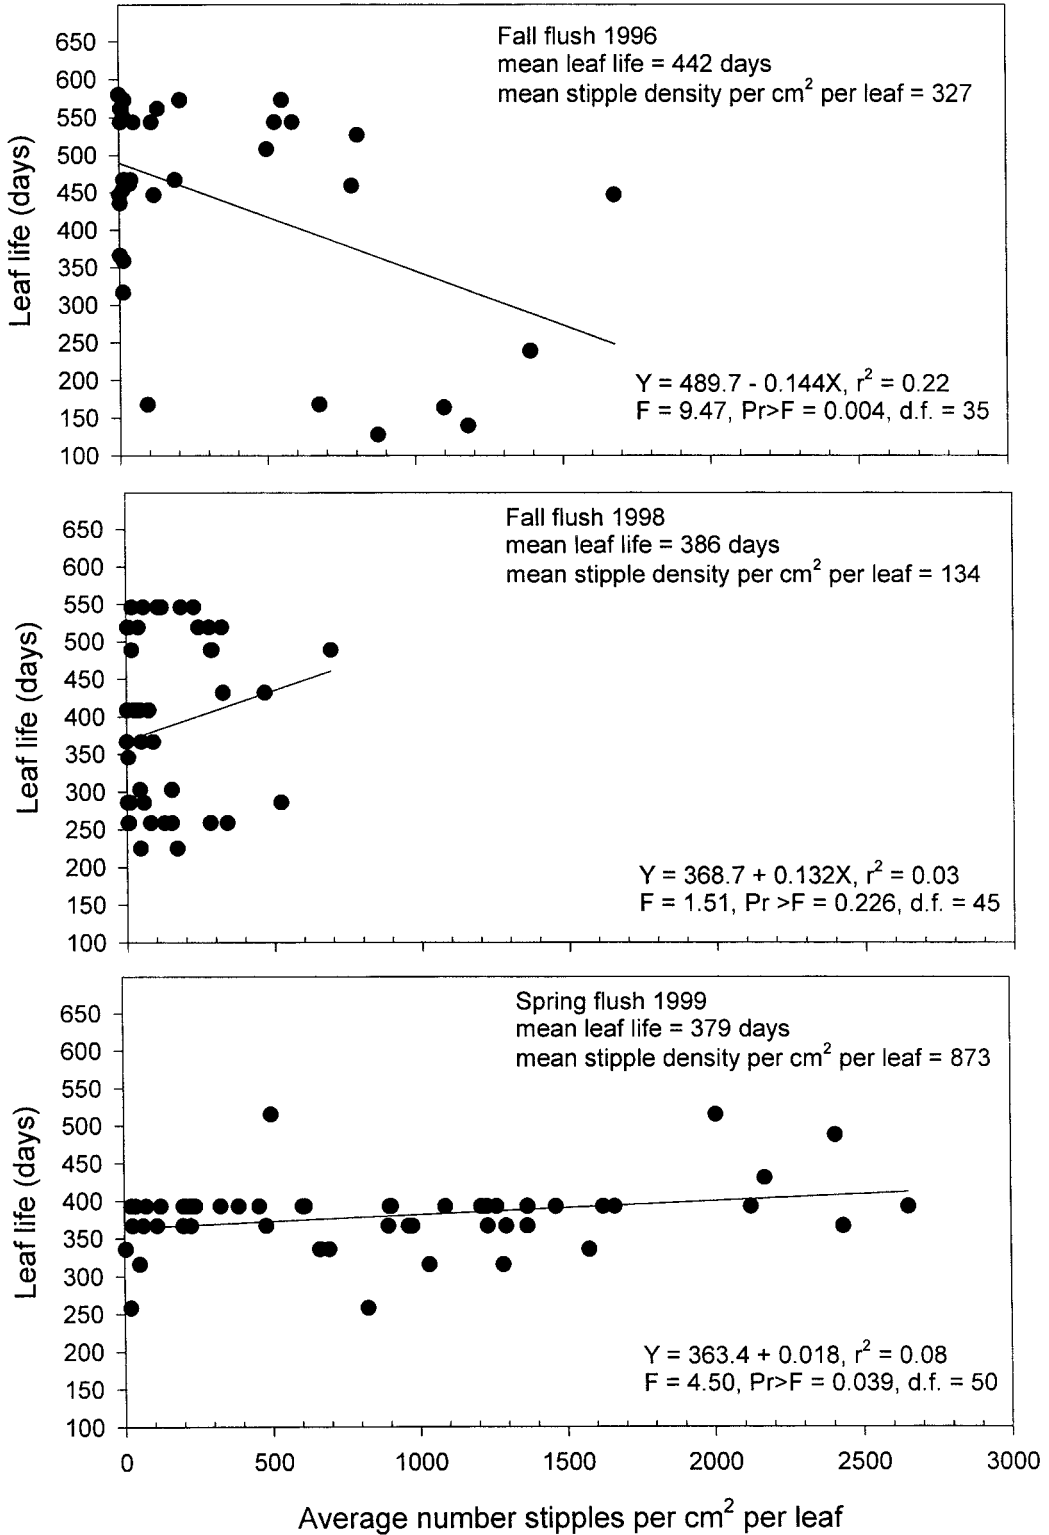 Fall flush 1996
mean leaf life = 442 days
mean stipple density per cm² per leaf = 327
650
600
550
500
450
400
350
300
250
200
150
100
Leaf life (days)
Y = 489.7 - 0.144X, r² = 0.22
F = 9.47, Pr>F = 0.004, d.f. = 35
Fall flush 1998
mean leaf life = 386 days
mean stipple density per cm² per leaf = 134
650
600
550
500
450
400
350
300
250
200
150
100
Leaf life (days)
Y = 368.7 + 0.132X, r² = 0.03
F = 1.51, Pr >F = 0.226, d.f. = 45
Spring flush 1999
mean leaf life = 379 days
mean stipple density per cm² per leaf = 873
650
600
550
500
450
400
350
300
250
200
150
100
Leaf life (days)
Y = 363.4 + 0.018, r² = 0.08
F = 4.50, Pr>F = 0.039, d.f. = 50
0 500 1000 1500 2000 2500 3000
Average number stipples per cm² per leaf